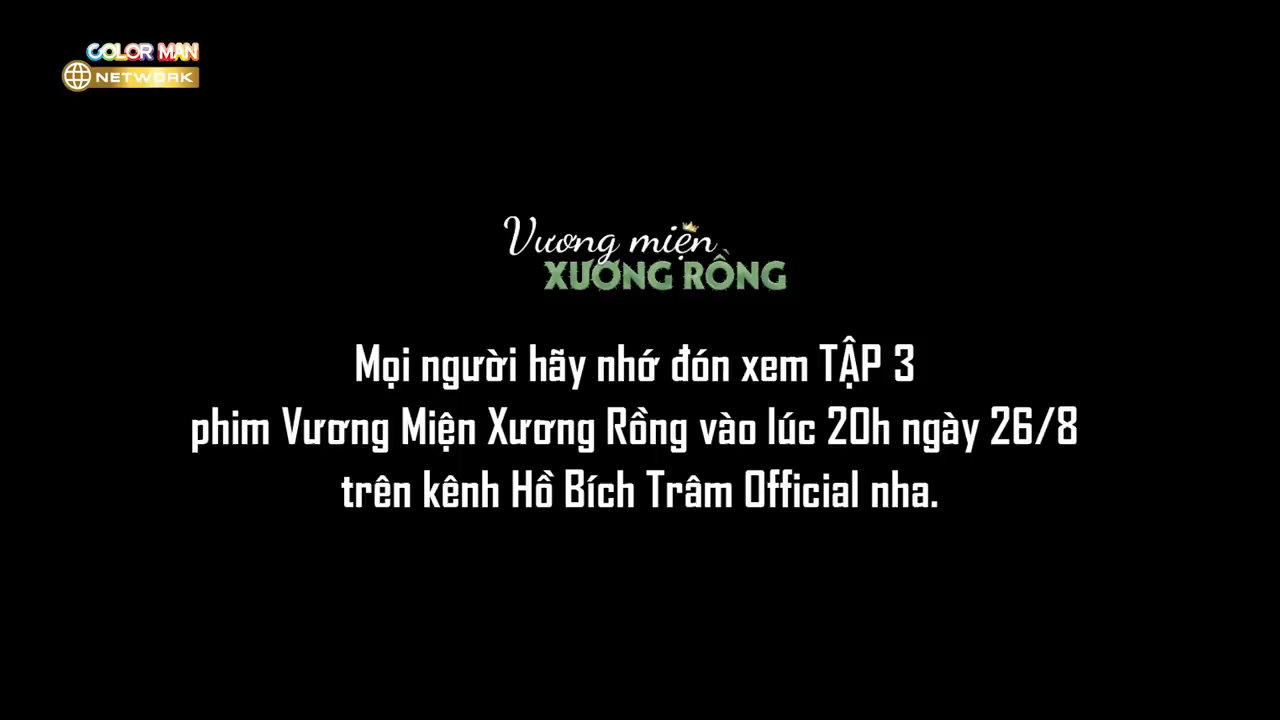 COLOR MAN
NETWORK
Vương miện
XƯƠNG RỒNG
Mọi người hãy nhớ đón xem TẬP 3
phim Vương Miện Xương Rồng vào lúc 20h ngày 26/8
trên kênh Hồ Bích Trâm Official nha.